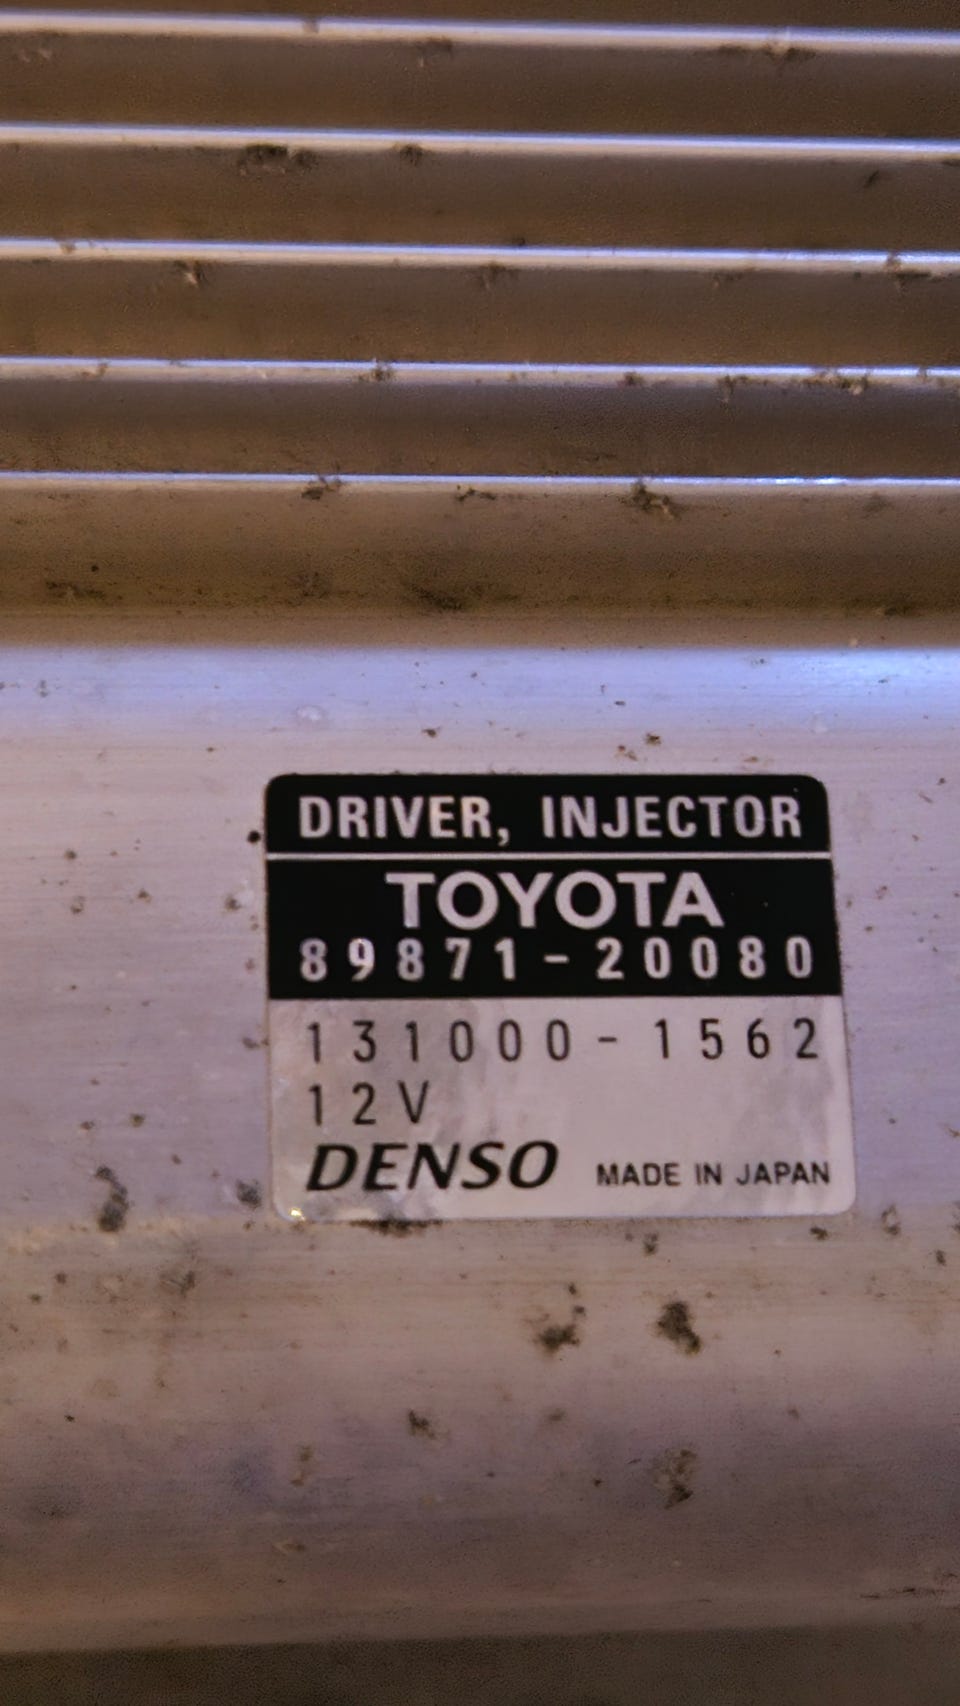 DRIVER, INJECTOR
TOYOTA
89871-20080
131000-1562
12V
DENSO MADE IN JAPAN